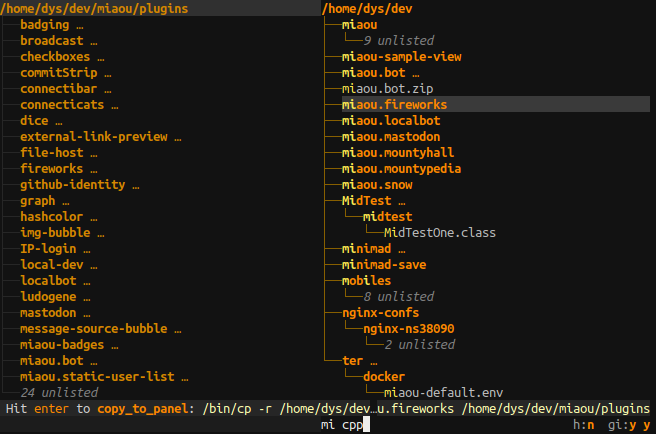 /home/dys/dev/miaou/plugins
badging …
broadcast …
checkboxes …
commitStrip …
connectibar …
connecticats …
dice …
external-link-preview …
file-host …
fireworks …
github-identity …
graph …
hashcolor …
img-bubble …
IP-login …
local-dev …
localbot …
ludogene …
mastodon …
message-source-bubble …
miaou-badges …
miaou.bot …
miaou.static-user-list …
24 unlisted
/home/dys/dev
miaou
9 unlisted
miaou-sample-view
miaou.bot …
miaou.bot.zip
miaou.fireworks
miaou.localbot
miaou.mastodon
miaou.mountyhall
miaou.mountypedia
miaou.snow
MidTest …
midtest
MidTestOne.class
minimad …
minimad-save
mobiles
8 unlisted
nginx-confs
nginx-ns38090
2 unlisted
ter …
docker
miaou-default.env
Hit enter to copy_to_panel: /bin/cp -r /home/dys/dev…u.fireworks /home/dys/dev/miaou/plugins
mi cpp h:n gi:y y